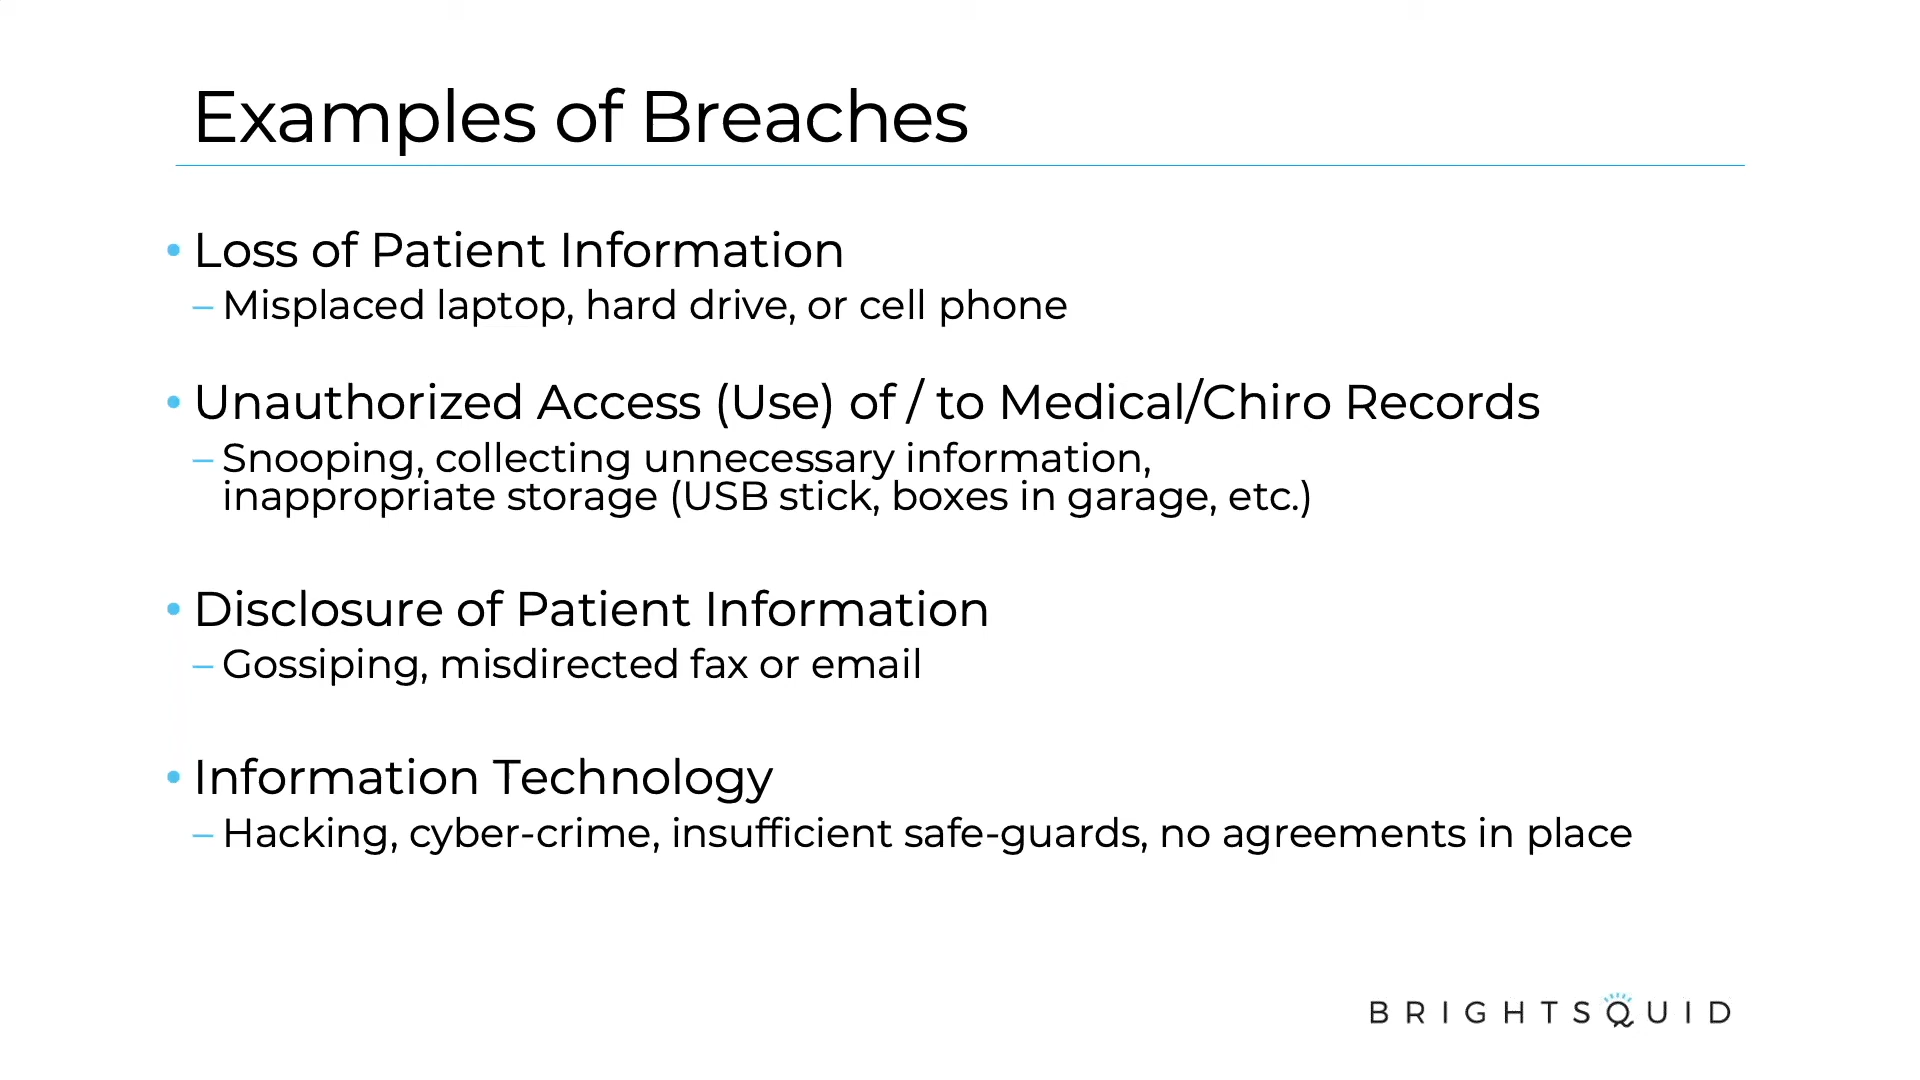 Examples of Breaches
• Loss of Patient Information
– Misplaced laptop, hard drive, or cell phone
• Unauthorized Access (Use) of / to Medical/Chiro Records
– Snooping, collecting unnecessary information,
inappropriate storage (USB stick, boxes in garage, etc.)
• Disclosure of Patient Information
– Gossiping, misdirected fax or email
• Information Technology
– Hacking, cyber-crime, insufficient safe-guards, no agreements in place
BRIGHTSQUID